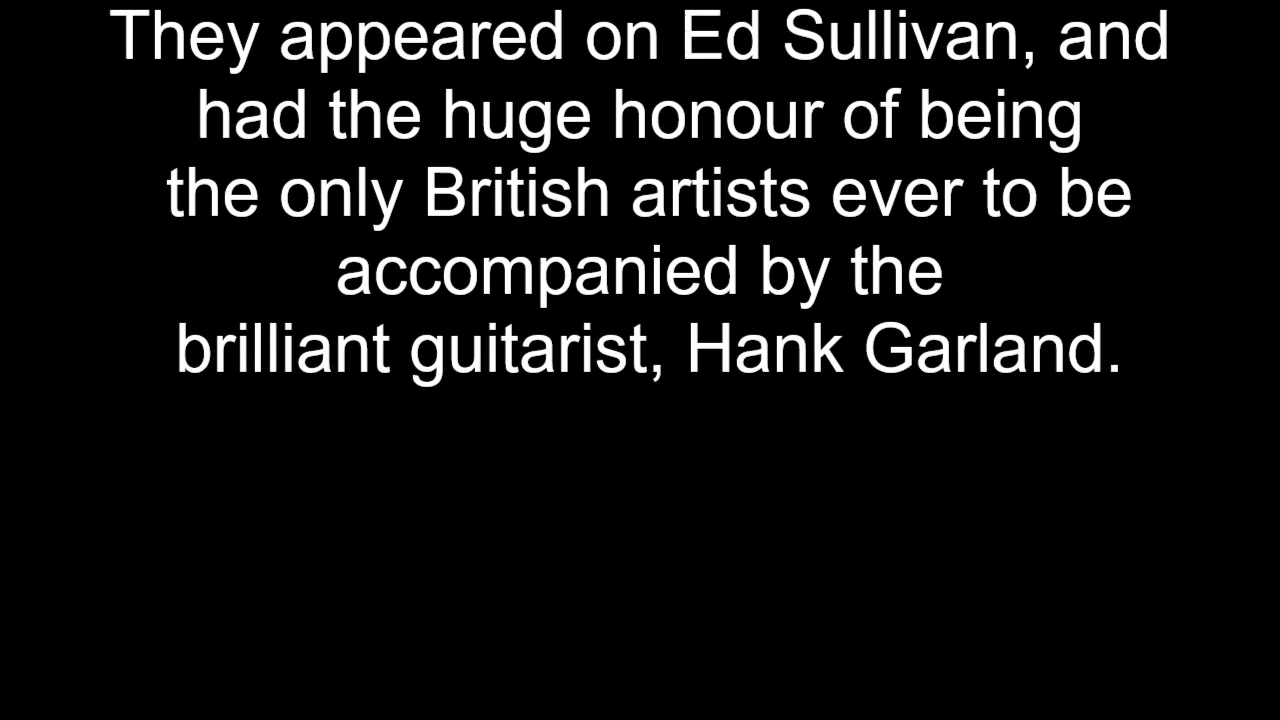 They appeared on Ed Sullivan, and
had the huge honour of being
the only British artists ever to be
accompanied by the
brilliant guitarist, Hank Garland.